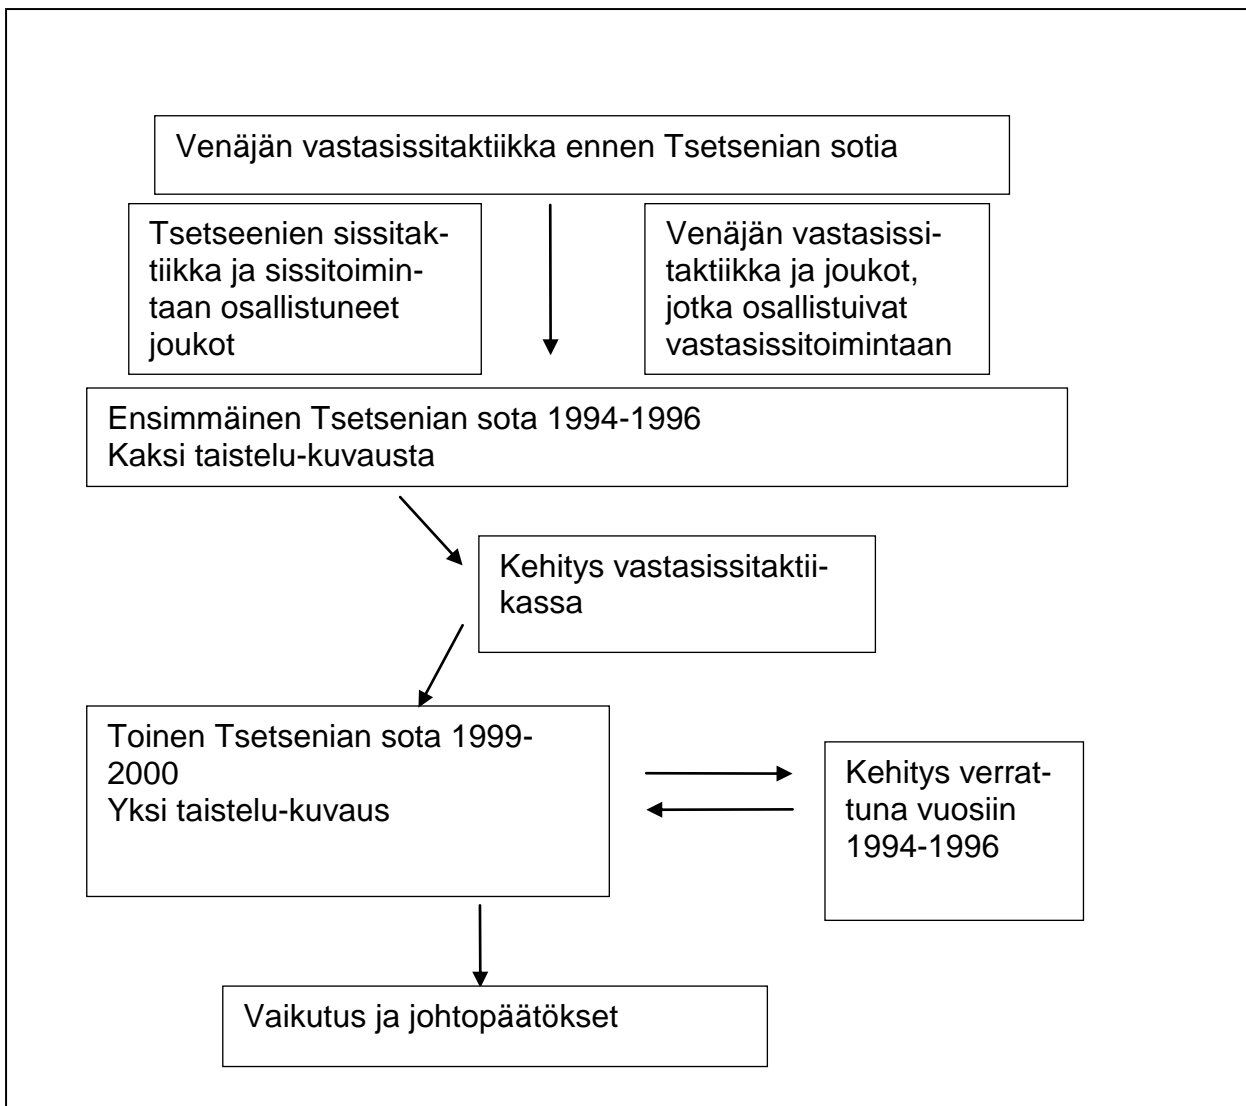 Venäjän vastasissitaktiikka ennen Tsetsenian sotia
Tsetseenien sissitak-
tiikka ja sissitoimin-
taan osallistuneet
joukot
Venäjän vastasissi-
taktiikka ja joukot,
jotka osallistuivat
vastasissitoimintaan
Ensimmäinen Tsetsenian sota 1994-1996
Kaksi taistelu-kuvausta
Kehitys vastasissitaktii-
kassa
Toinen Tsetsenian sota 1999-
2000
Yksi taistelu-kuvaus
Kehitys verrat-
tuna vuosiin
1994-1996
Vaikutus ja johtopäätökset